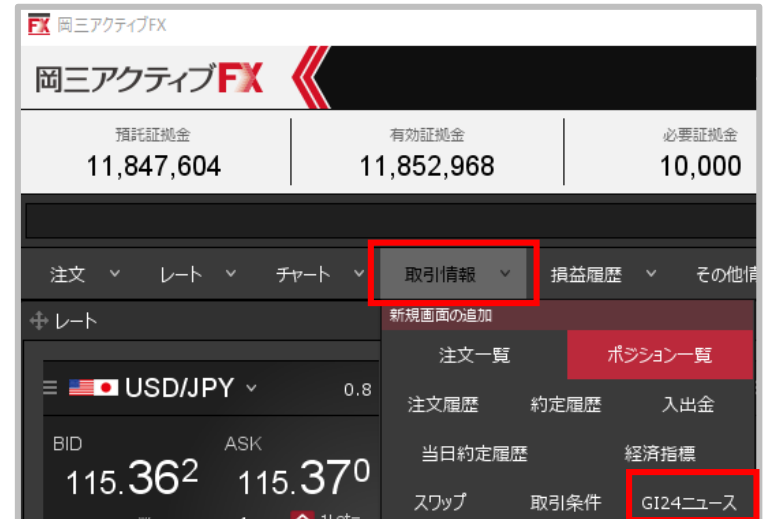 FX 岡三アクティブFX
岡三アクティブFX
預託証拠金 有効証拠金 必要証拠金
11,847,604 11,852,968 10,000
注文 レート チャート 取引情報 損益履歴 その他情
レート 新規画面の追加
注文一覧 ポジション一覧
USD/JPY 0.8
注文履歴 約定履歴 入出金
BID ASK
当日約定履歴 経済指標
115.362 115.370
スワップ 取引条件 GI24ニュース